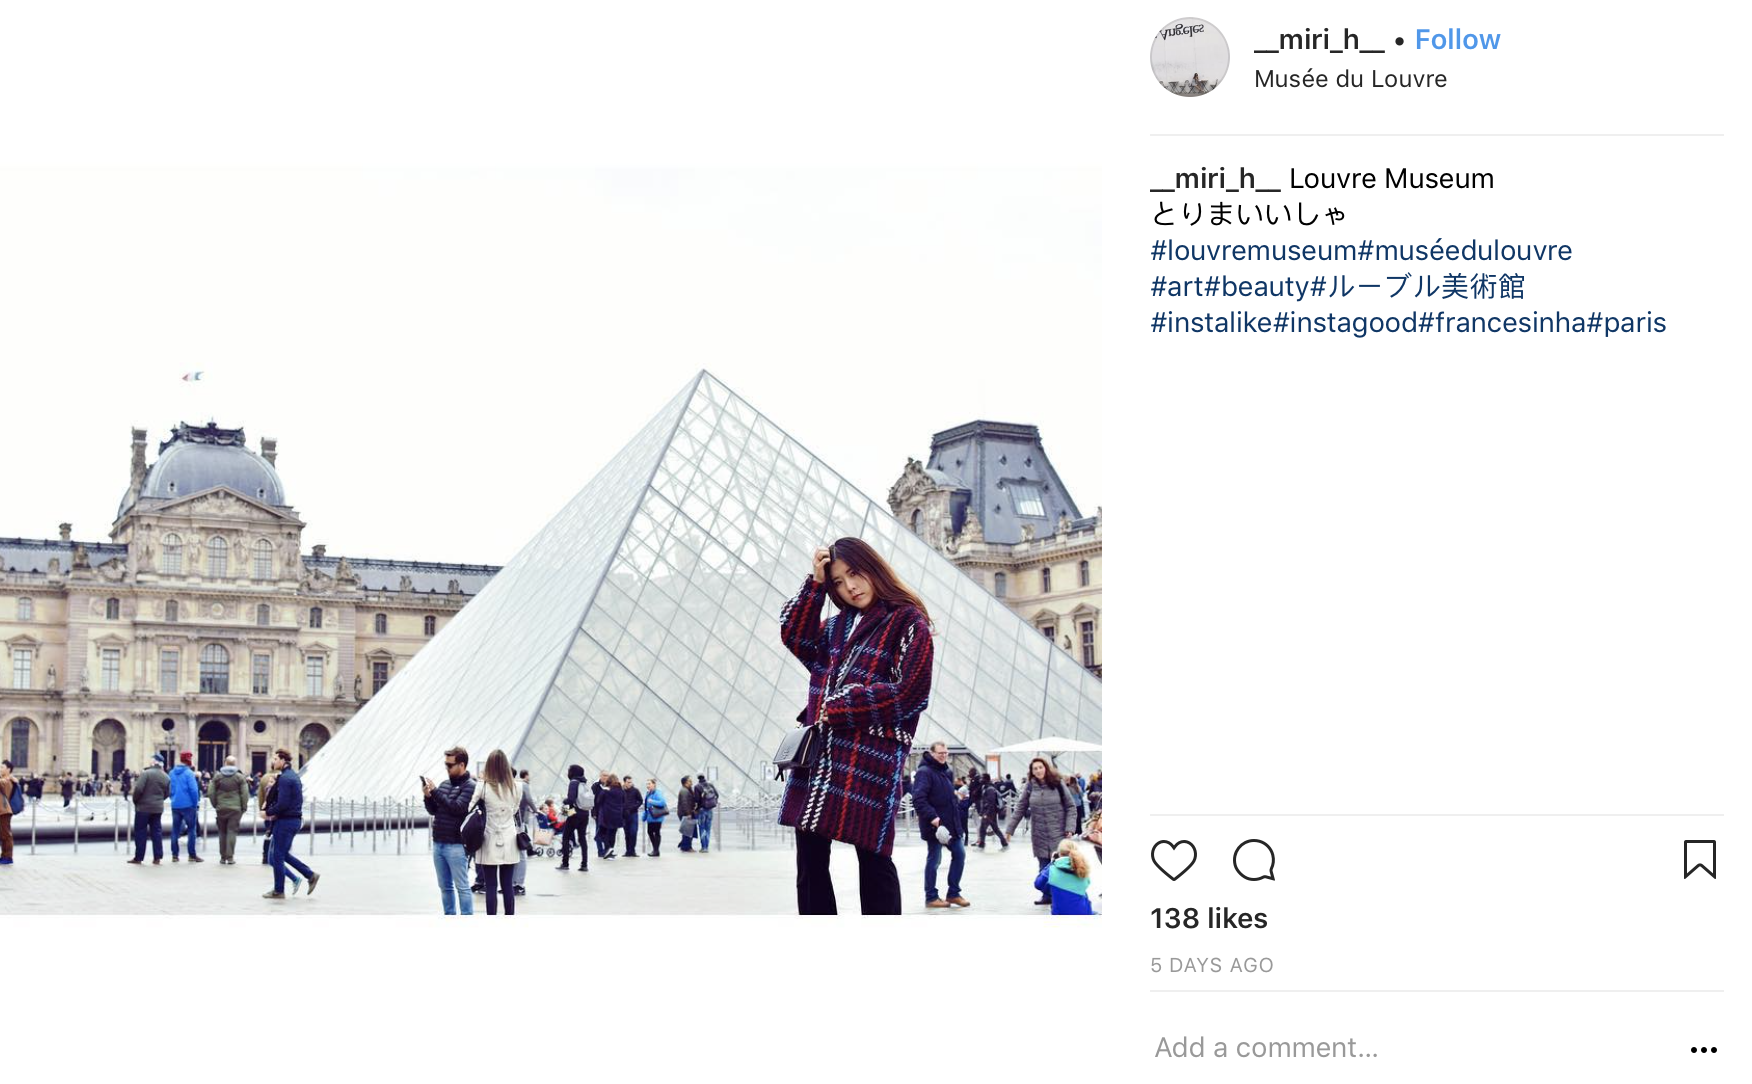 Angeles
__miri_h__ • Follow
Musée du Louvre
__miri_h__ Louvre Museum
とりまいいしゃ
#louvremuseum#muséedulouvre
#art#beauty#ルーブル美術館
#instalike#instagood#francesinha#paris
138 likes
5 DAYS AGO
Add a comment...